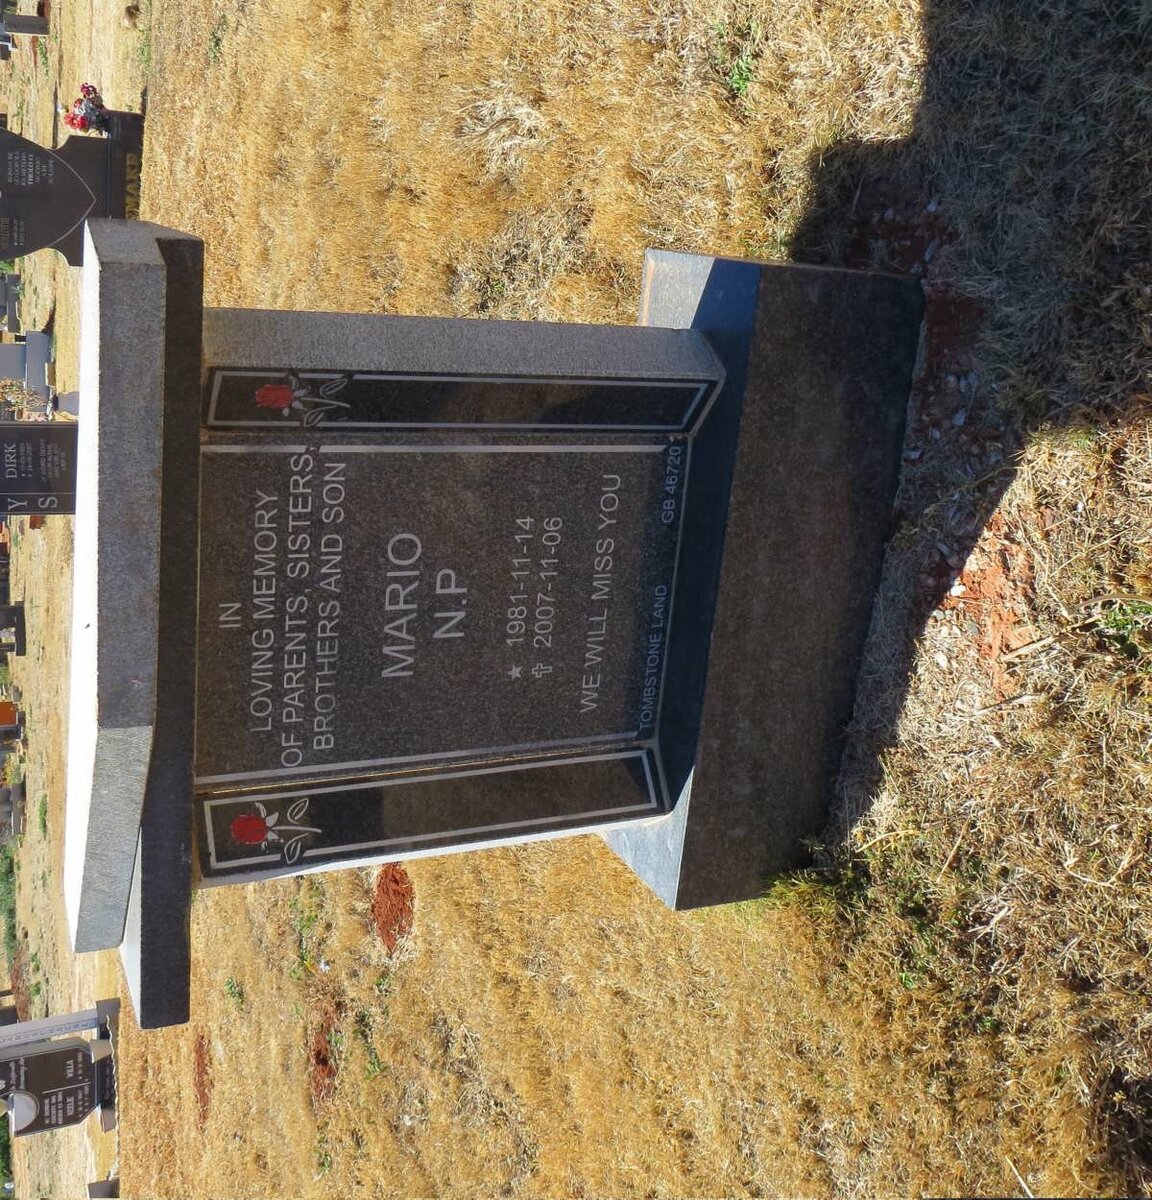 IN
LOVING MEMORY
OF PARENTS, SISTERS,
BROTHERS AND SON
MARIO
N.P
1981-11-14
2007-11-06
WE WILL MISS YOU
TOMBSTONE LAND
GB 46720
DIRK